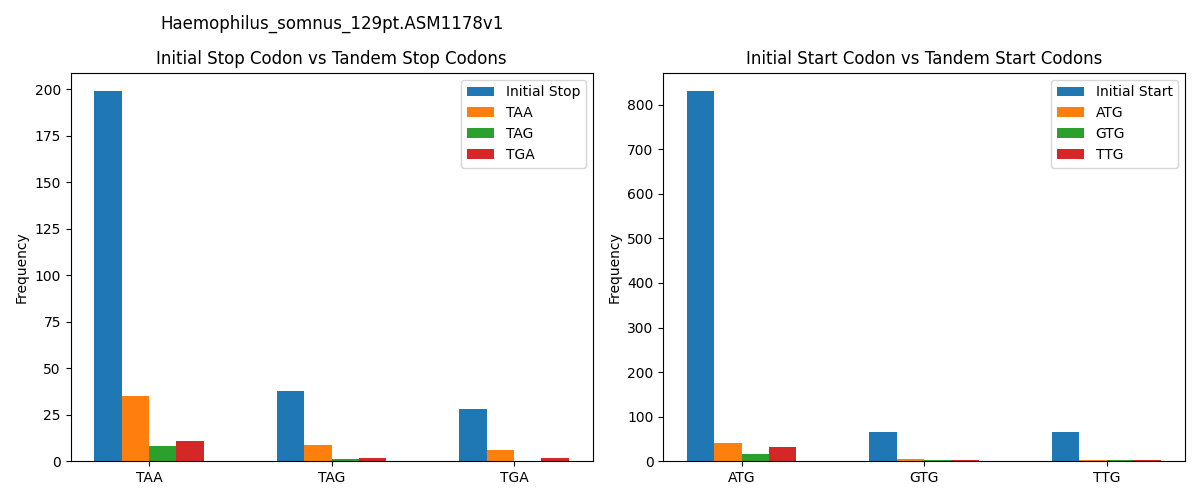 Haemophilus_somnus_129pt.ASM1178v1
Initial Stop Codon vs Tandem Stop Codons
Frequency
200
175
150
125
100
75
50
25
0
TAA
TAG
TGA
Initial Stop
TAA
TAG
TGA
Initial Start Codon vs Tandem Start Codons
Frequency
800
700
600
500
400
300
200
100
0
ATG
GTG
TTG
Initial Start
ATG
GTG
TTG